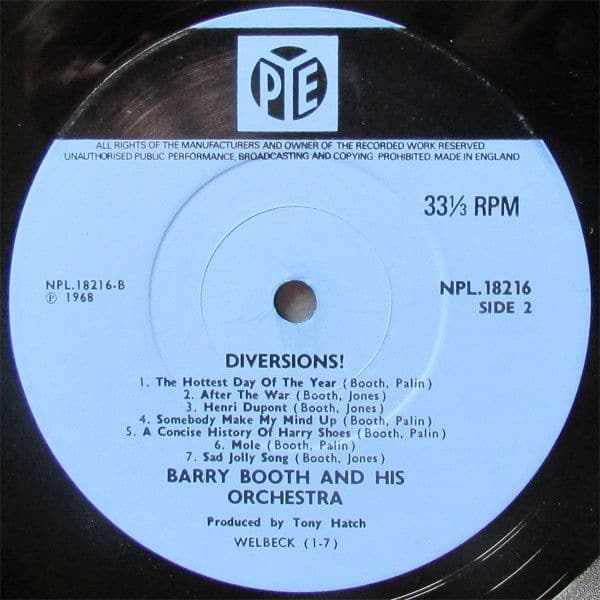 PYE
ALL RIGHTS OF THE MANUFACTURERS AND OWNER OF THE RECORDED WORK RESERVED.
UNAUTHORISED PUBLIC PERFORMANCE, BROADCASTING AND COPYING PROHIBITED. MADE IN ENGLAND
33⅓ RPM
NPL.18216-B
℗ 1968
NPL.18216
SIDE 2
DIVERSIONS!
1. The Hottest Day Of The Year (Booth, Palin)
2. After The War (Booth, Jones)
3. Henri Dupont (Booth, Jones)
4. Somebody Make My Mind Up (Booth, Palin)
5. A Concise History Of Harry Shoes (Booth, Palin)
6. Mole (Booth, Palin)
7. Sad Jolly Song (Booth, Jones)
BARRY BOOTH AND HIS
ORCHESTRA
Produced by Tony Hatch
WELBECK (1-7)